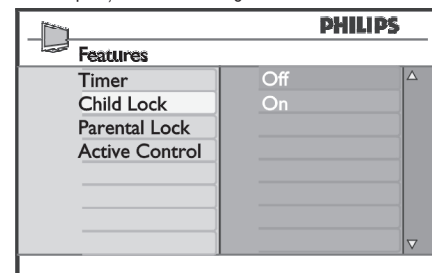 PHILIPS
Features
Timer
Child Lock
Parental Lock
Active Control
Off
On